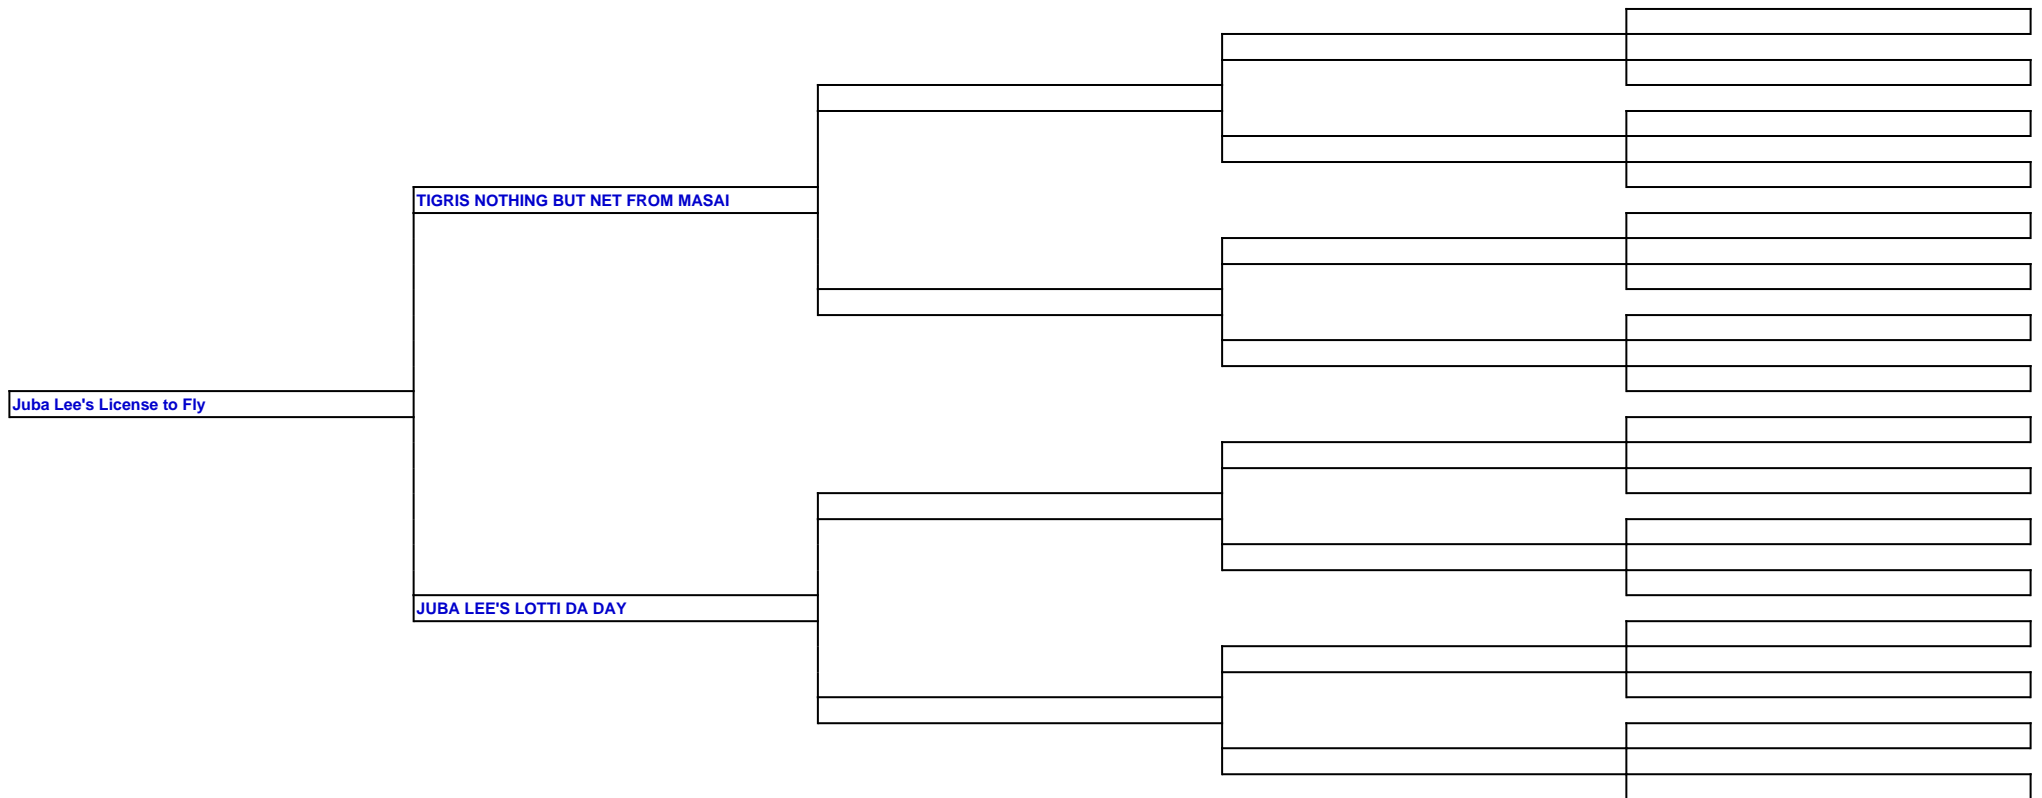 TIGRIS NOTHING BUT NET FROM MASAI
Juba Lee's License to Fly
JUBA LEE'S LOTTI DA DAY